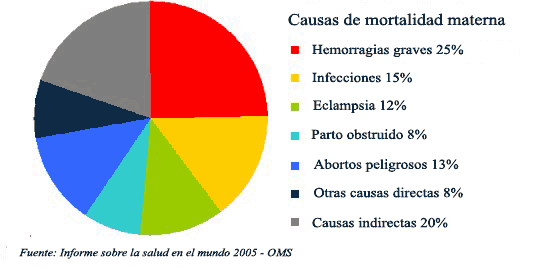 Causas de mortalidad materna
Hemorragias graves 25%
Infecciones 15%
Eclampsia 12%
Parto obstruido 8%
Abortos peligrosos 13%
Otras causas directas 8%
Causas indirectas 20%
Fuente: Informe sobre la salud en el mundo 2005 - OMS